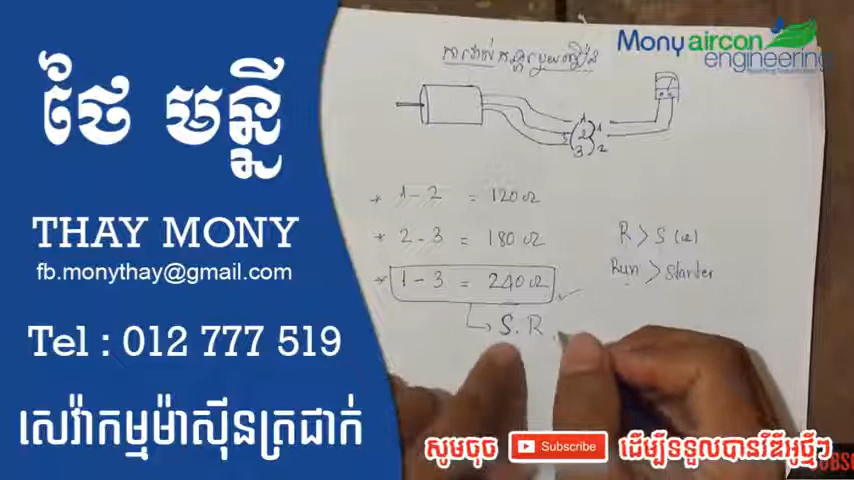 ថៃ មុន្នី
THAY MONY
fb.monythay@gmail.com
Tel : 012 777 519
សេវ៉ាកម្មម៉ាស៊ីនត្រជាក់
Mony aircon
engineering
1
2
3
1
2
S
* 1 - 2 = 120 Ω
* 2 - 3 = 180 Ω
* 1 - 3 = 240 Ω
S. R
R > S (Ω)
Run > Starter
សូមចុច Subscribe ដើម្បីទទួលបានវីឌីអូថ្មីៗ